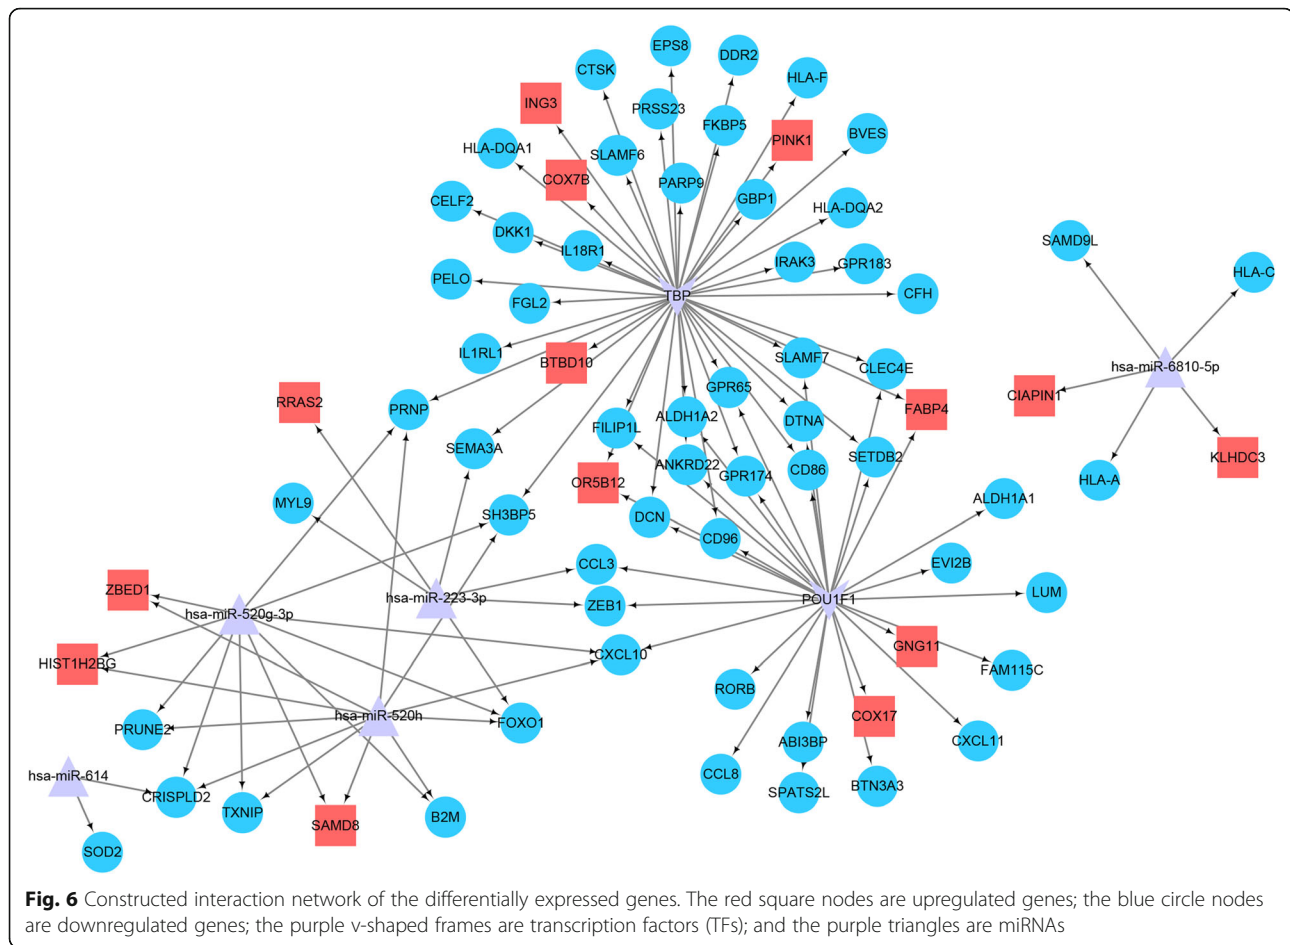 EPS8
DDR2
CTSK
HLA-F
ING3
PRSS23
FKBP5
PINK1
BVES
HLA-DQA1
SLAMF6
COX7B
PARP9
GBP1
CELF2
HLA-DQA2
DKK1
IL18R1
IRAK3
GPR183
SAMD9L
HLA-C
PELO
FGL2
TBP
CFH
IL1RL1
BTBD10
SLAMF7
CLEC4E
hsa-miR-6810-5p
GPR65
CIAPIN1
RRAS2
PRNP
ALDH1A2
DTNA
FABP4
FILIP1L
SEMA3A
ANKRD22
GPR174
CD86
SETDB2
KLHDC3
OR5B12
HLA-A
MYL9
SH3BP5
DCN
CD96
ALDH1A1
CCL3
EVI2B
ZBED1
hsa-miR-520g-3p
hsa-miR-223-3p
ZEB1
POU1F1
LUM
HIST1H2BG
CXCL10
GNG11
FAM115C
RORB
PRUNE2
hsa-miR-520h
FOXO1
COX17
ABI3BP
CXCL11
hsa-miR-614
CRISPLD2
CCL8
SPATS2L
BTN3A3
TXNIP
SAMD8
B2M
SOD2
Fig. 6 Constructed interaction network of the differentially expressed genes. The red square nodes are upregulated genes; the blue circle nodes
are downregulated genes; the purple v-shaped frames are transcription factors (TFs); and the purple triangles are miRNAs